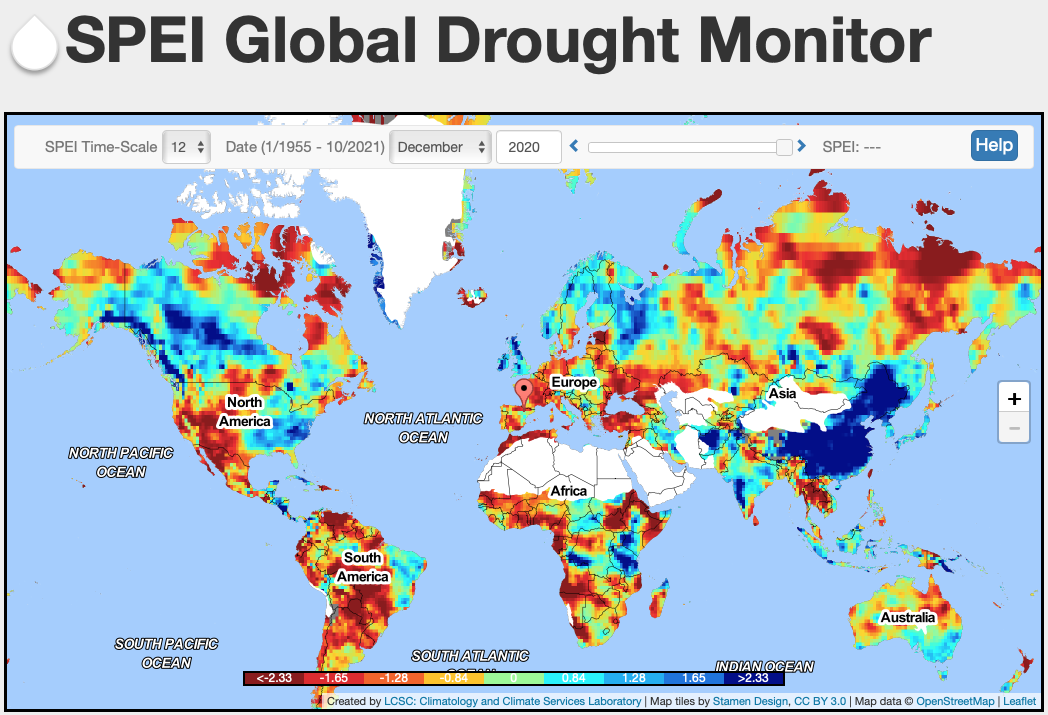 SPEI Global Drought Monitor
SPEI Time-Scale 12 Date (1/1955 - 10/2021) December 2020 SPEI: --- Help
Europe
Asia
North
America
NORTH ATLANTIC
OCEAN
NORTH PACIFIC
OCEAN
Africa
South
America
Australia
SOUTH PACIFIC
OCEAN
SOUTH ATLANTIC
OCEAN
INDIAN OCEAN
+
−
<-2.33 -1.65 -1.28 -0.84 0 0.84 1.28 1.65 >2.33
Created by LCSC: Climatology and Climate Services Laboratory | Map tiles by Stamen Design, CC BY 3.0 | Map data © OpenStreetMap | Leaflet